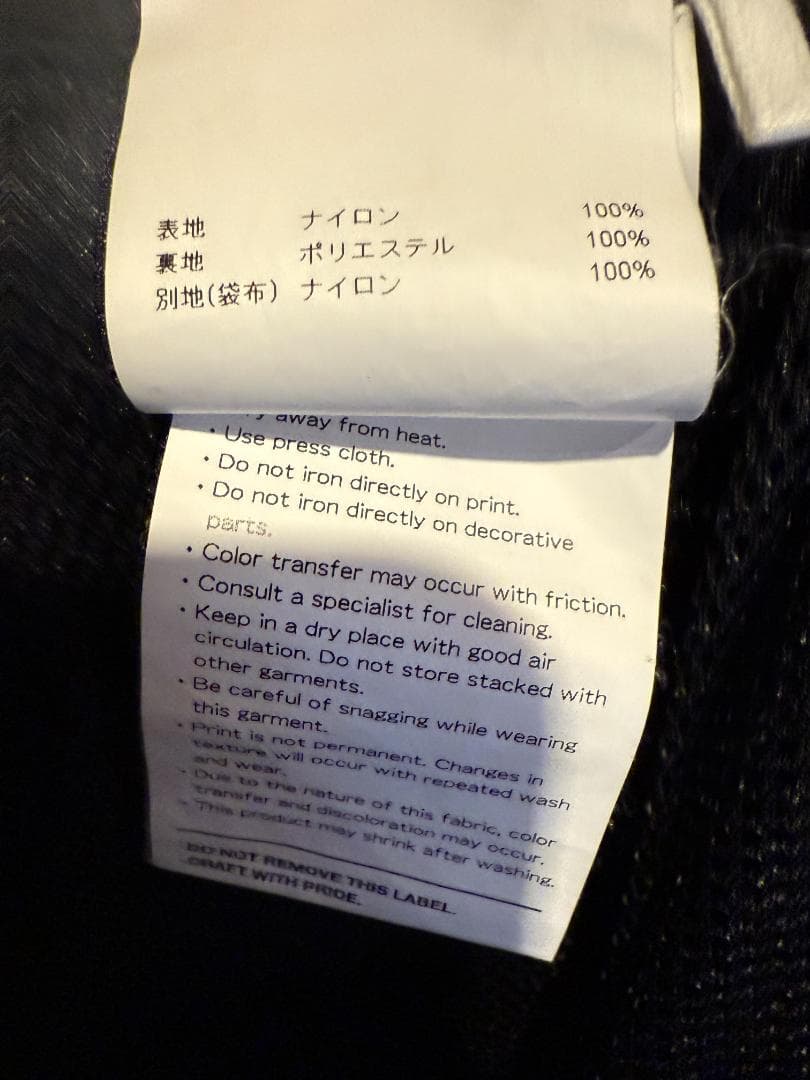 表地 ナイロン 100%
裏地 ポリエステル 100%
別地(袋布) ナイロン 100%
away from heat.
・Use press cloth.
・Do not iron directly on print.
・Do not iron directly on decorative
parts.
・Color transfer may occur with friction.
・Consult a specialist for cleaning.
・Keep in a dry place with good air
circulation. Do not store stacked with
other garments.
・Be careful of snagging while wearing
this garment.
・Print is not permanent. Changes in
texture will occur with repeated wash
and wear.
・Due to the nature of this fabric, color
transfer and discoloration may occur.
・This product may shrink after washing.
DO NOT REMOVE THIS LABEL.
CRAFT WITH PRIDE.